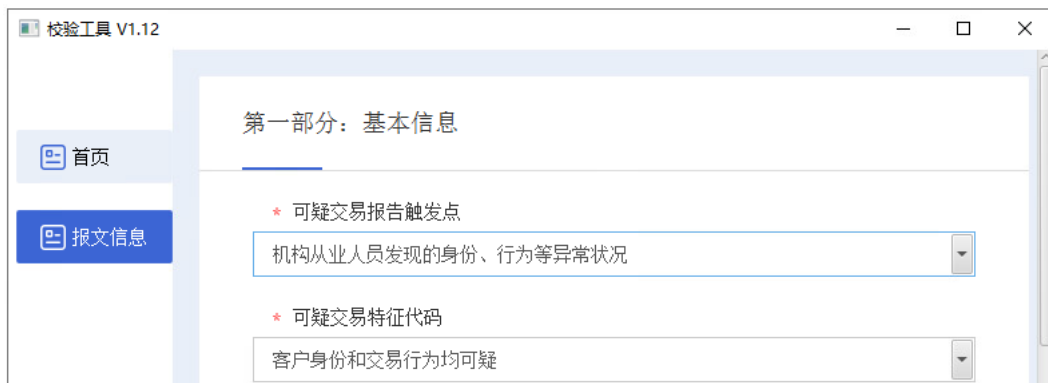 校验工具 V1.12
第一部分：基本信息
首页
* 可疑交易报告触发点
报文信息
机构从业人员发现的身份、行为等异常状况
* 可疑交易特征代码
客户身份和交易行为均可疑